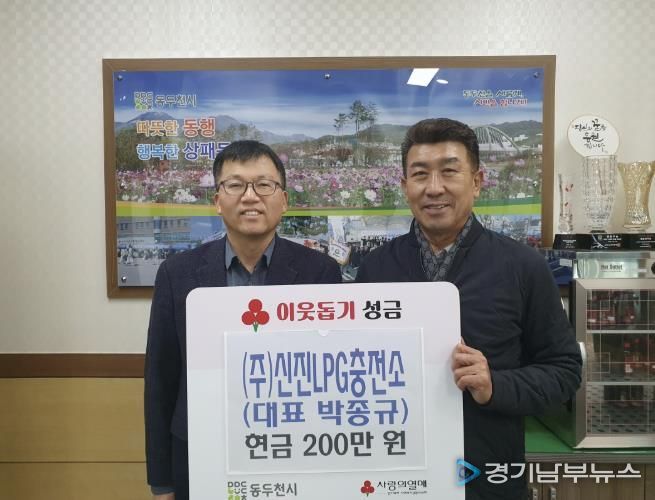 동두천시
따뜻한 동행
행복한 상패동
이웃돕기 성금
(주)신진LPG충전소
(대표 박종규)
현금 200만 원
동두천시
사랑의열매
경기남부뉴스